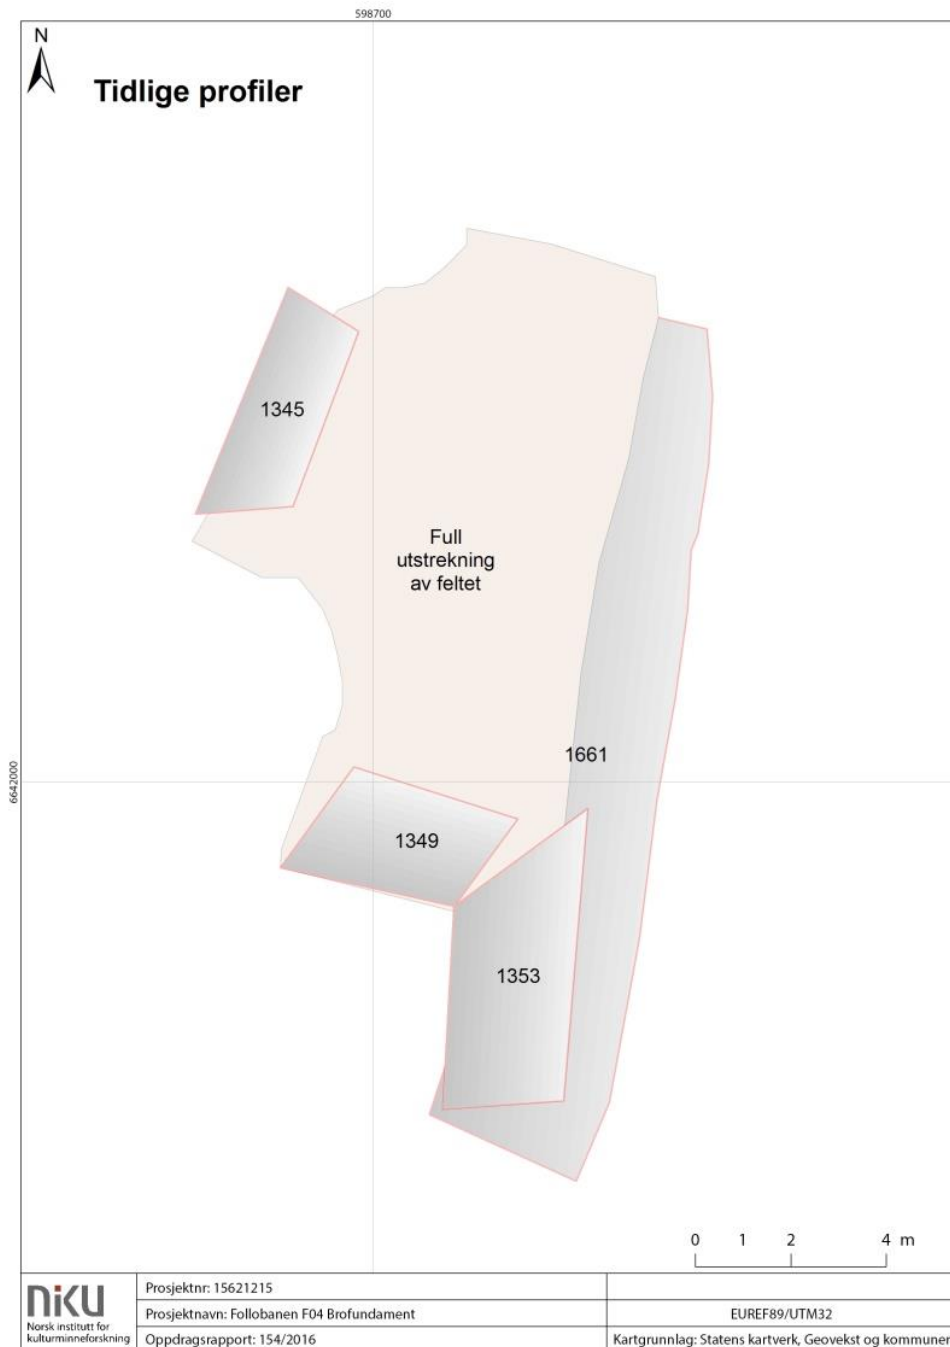 598700
N
Tidlige profiler
1345
Full
utstrekning
av feltet
1661
6642000
1349
1353
0 1 2 4 m
niku
Norsk institutt for
kulturminneforskning
Prosjektnr: 15621215
Prosjektnavn: Follobanen F04 Brofundament
EUREF89/UTM32
Oppdragsrapport: 154/2016
Kartgrunnlag: Statens kartverk, Geovekst og kommuner